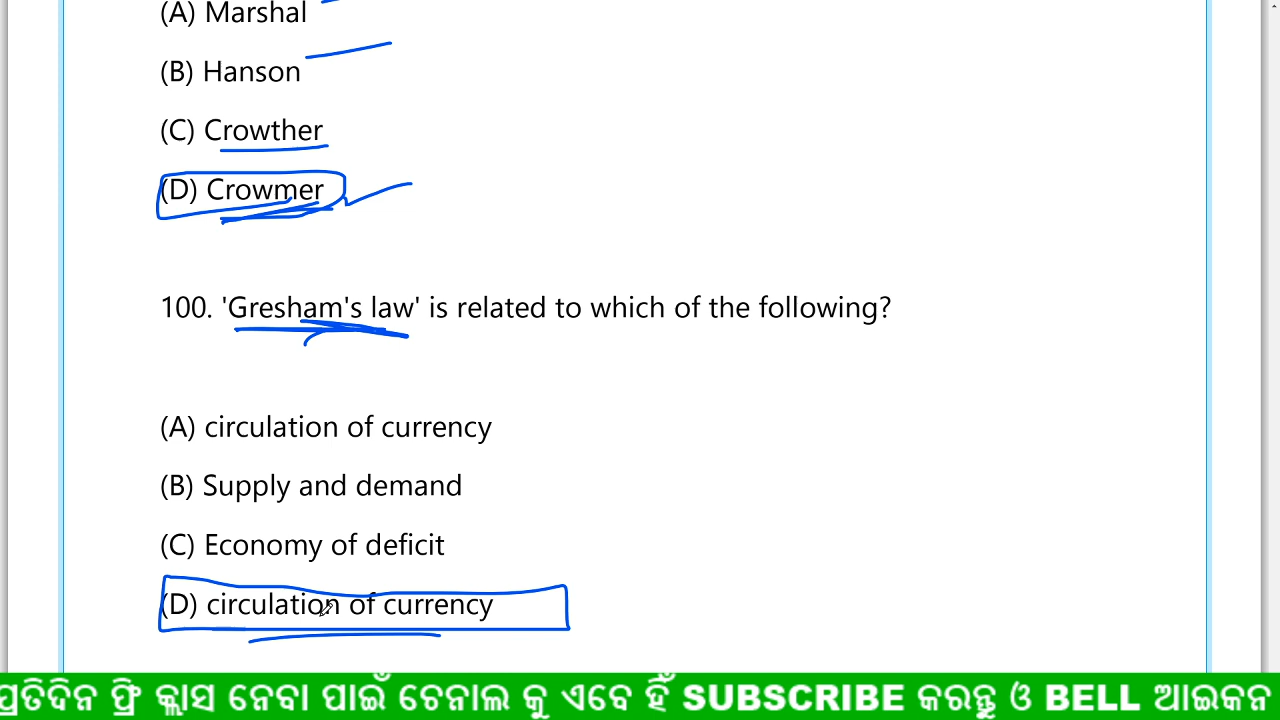 (A) Marshal
(B) Hanson
(C) Crowther
(D) Crowmer
100. 'Gresham's law' is related to which of the following?
(A) circulation of currency
(B) Supply and demand
(C) Economy of deficit
(D) circulation of currency
ପ୍ରତିଦିନ ଫ୍ରି କ୍ଲାସ ନେବା ପାଇଁ ଚେନାଲ କୁ ଏବେ ହିଁ SUBSCRIBE କରନ୍ତୁ ଓ BELL ଆଇକନ